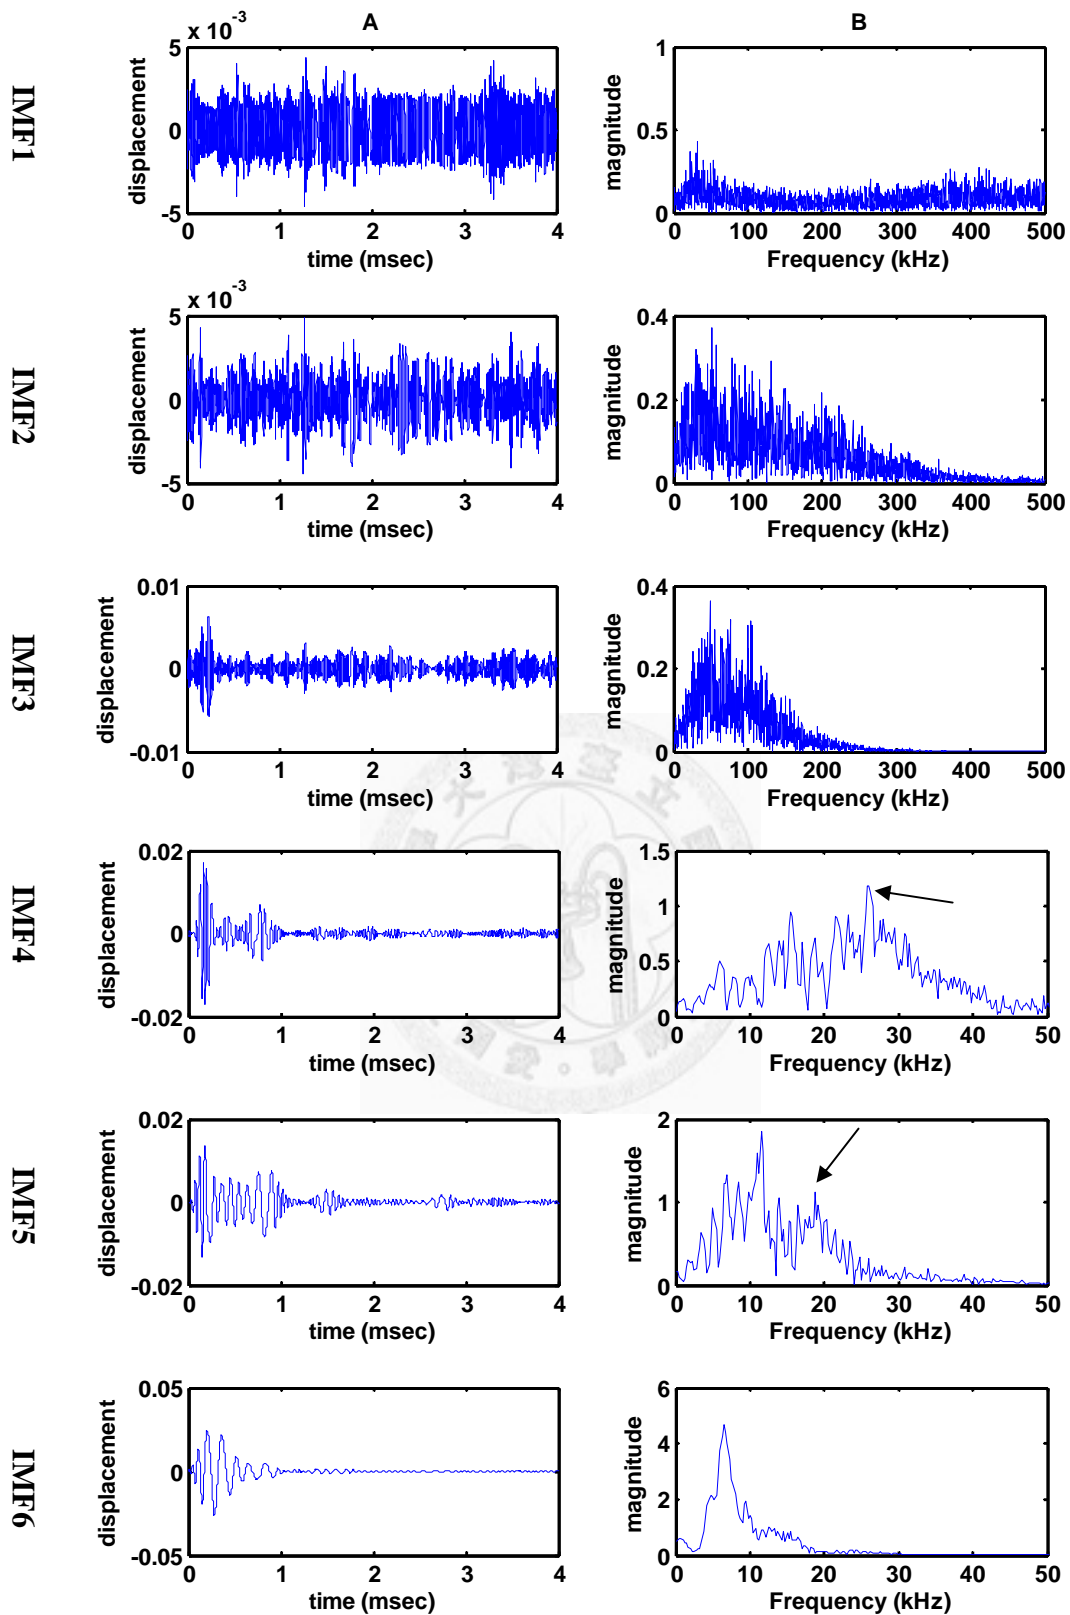 A
B
x 10^-3
IMF1
displacement
5
0
-5
0 1 2 3 4
time (msec)
magnitude
1
0.5
0
0 100 200 300 400 500
Frequency (kHz)
x 10^-3
IMF2
displacement
5
0
-5
0 1 2 3 4
time (msec)
magnitude
0.4
0.2
0
0 100 200 300 400 500
Frequency (kHz)
IMF3
displacement
0.01
0
-0.01
0 1 2 3 4
time (msec)
magnitude
0.4
0.2
0
0 100 200 300 400 500
Frequency (kHz)
IMF4
displacement
0.02
0
-0.02
0 1 2 3 4
time (msec)
magnitude
1.5
1
0.5
0
0 10 20 30 40 50
Frequency (kHz)
IMF5
displacement
0.02
0
-0.02
0 1 2 3 4
time (msec)
magnitude
2
1
0
0 10 20 30 40 50
Frequency (kHz)
IMF6
displacement
0.05
0
-0.05
0 1 2 3 4
time (msec)
magnitude
6
4
2
0
0 10 20 30 40 50
Frequency (kHz)